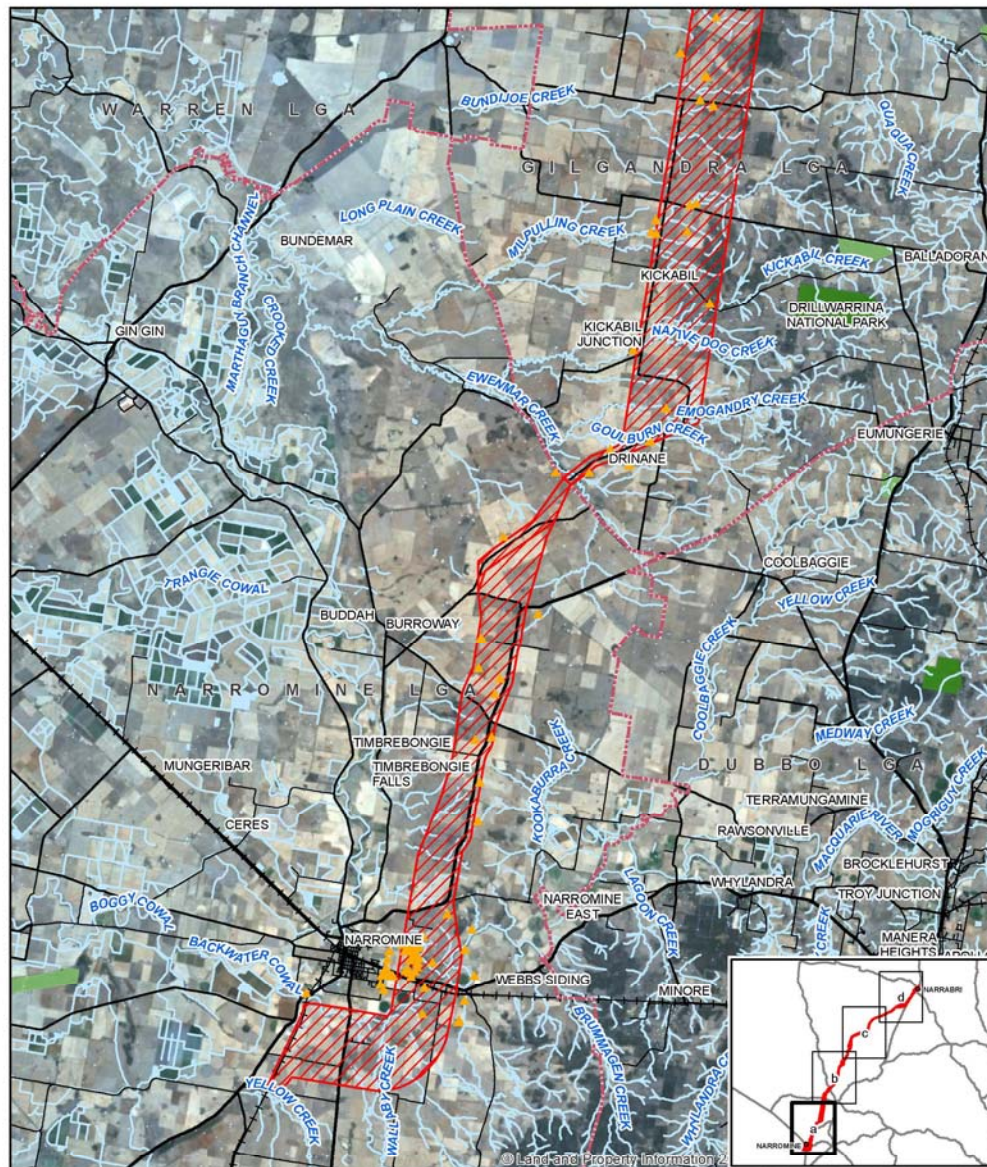 WARREN LGA
BUNDIJOE CREEK
QUA QUA CREEK
GILGANDRA LGA
MARTHAGUY BRANCH CHANNEL
LONG PLAIN CREEK
BUNDEMAR
MILPULLING CREEK
KICKABIL CREEK
BALLADORAN
KICKABIL
DRILLWARRINA
NATIONAL PARK
CROOKED CREEK
GIN GIN
KICKABIL
JUNCTION
NATIVE DOG CREEK
EWENMAR CREEK
EMOGANDRY CREEK
GOULBURN CREEK
EUMUNGERIE
DRINANE
COOLBAGGIE
TRANGIE COWAL
YELLOW CREEK
BUDDAH
BURROWAY
COOLBAGGIE CREEK
NARROMINE LGA
MEDWAY CREEK
TIMBREBONGIE
MUNGERIBAR
TIMBREBONGIE
FALLS
DUBBO LGA
KOOKABURRA CREEK
TERRAMUNGAMINE
CERES
RAWSONVILLE
MACQUARIE RIVER
MOGRIGUY CREEK
BROCKLEHURST
WHYLANDRA
TROY JUNCTION
BOGGY COWAL
NARROMINE
EAST
LAGOON CREEK
NARROMINE
MANERA
HEIGHTS
BACKWATER COWAL
WEBBS SIDING
MINORE
CREEK
BRUMMAGEN CREEK
YELLOW CREEK
WALLABY CREEK
WHYLANDRA
NARRABRI
d
c
b
a
NARROMINE
© Land and Property Information 2